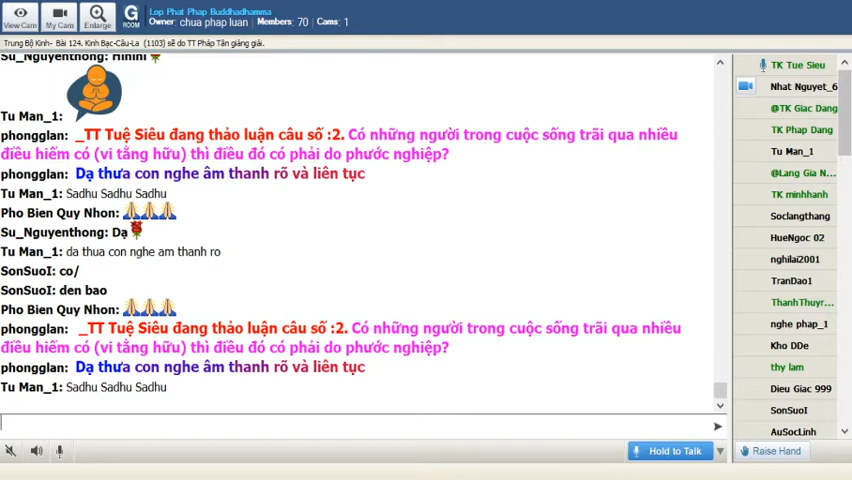 Lop Phat Phap Buddhadhamma
Owner: chua phap luan Members: 70 Cams: 1
View Cam My Cam Enlarge G ROOM
Trung Bộ Kinh- Bài 124. Kinh Bạc-Câu-La (1103) sẽ do TT Pháp Tân giảng giải.
Su_Nguyenthong: Hihihi
Tu Man_1:
phongglan: _TT Tuệ Siêu đang thảo luận câu số :2. Có những người trong cuộc sống trãi qua nhiều
điều hiếm có (vi tằng hữu) thì điều đó có phải do phước nghiệp?
phongglan: Dạ thưa con nghe âm thanh rõ và liên tục
Tu Man_1: Sadhu Sadhu Sadhu
Pho Bien Quy Nhon:
Su_Nguyenthong: Dạ
Tu Man_1: da thua con nghe am thanh ro
SonSuoI: co/
SonSuoI: den bao
Pho Bien Quy Nhon:
phongglan: _TT Tuệ Siêu đang thảo luận câu số :2. Có những người trong cuộc sống trãi qua nhiều
điều hiếm có (vi tằng hữu) thì điều đó có phải do phước nghiệp?
phongglan: Dạ thưa con nghe âm thanh rõ và liên tục
Tu Man_1: Sadhu Sadhu Sadhu
Hold to Talk
TK Tue Sieu
Nhat Nguyet_6
@TK Giac Dang
TK Phap Dang
Tu Man_1
@Lang Gia N...
TK minhhanh
Soclangthang
HueNgoc 02
nghilai2001
TranDao1
ThanhThuyr...
nghe phap_1
Kho DDe
thy lam
Dieu Giac 999
SonSuoI
AuSocLinh
Raise Hand